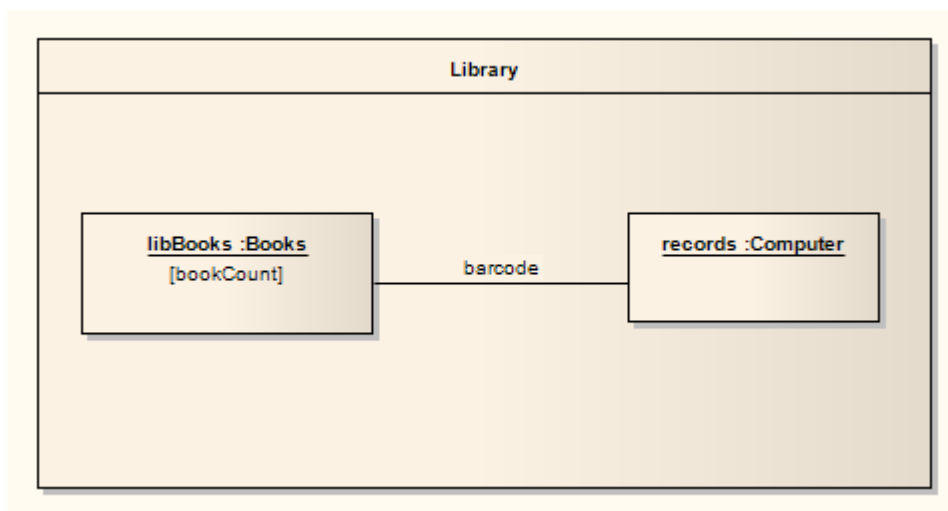 Library
libBooks :Books
[bookCount]
barcode
records :Computer